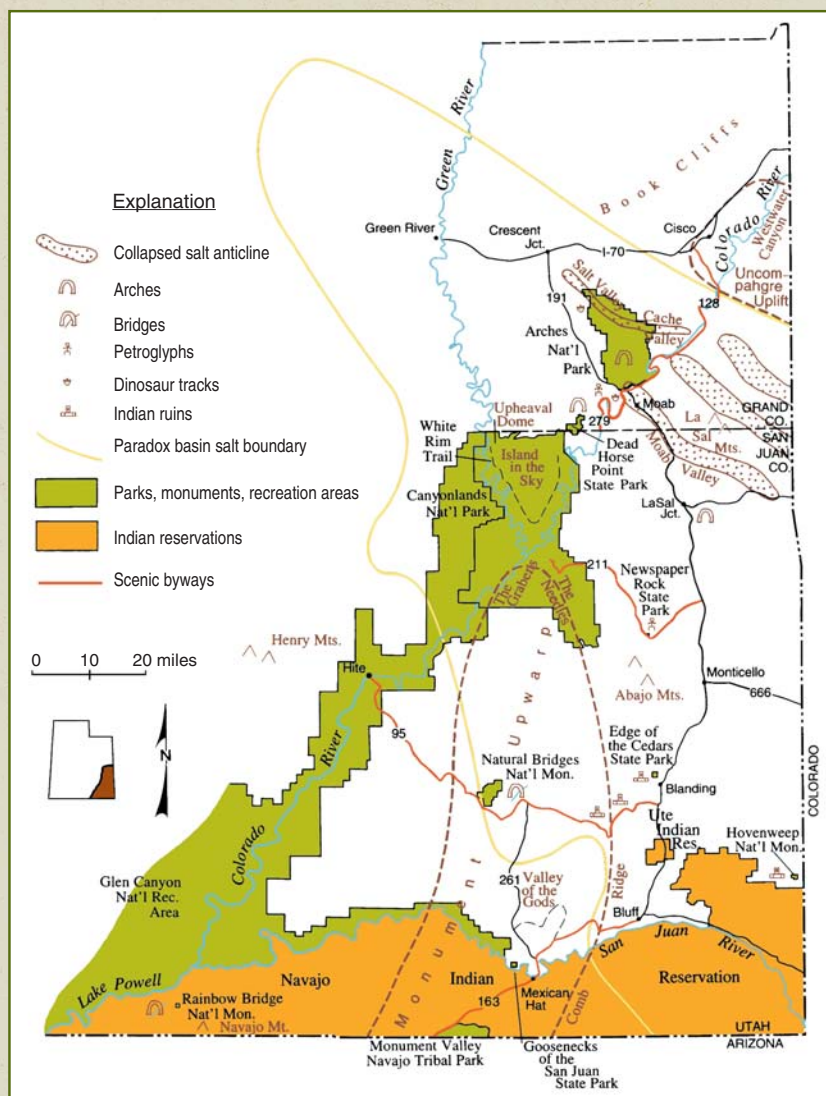 Explanation
Collapsed salt anticline
Arches
Bridges
Petroglyphs
Dinosaur tracks
Indian ruins
Paradox basin salt boundary
Parks, monuments, recreation areas
Indian reservations
Scenic byways
0 10 20 miles
N
Green River
Book Cliffs
Green River
Crescent
Jct.
I-70
Cisco
Colorado River
Westwater
Canyon
Uncom-
pahgre
Uplift
191
Salt Valley
Cache
Valley
128
Arches
Nat'l
Park
Moab
Upheaval
Dome
279
La
Sal
Mts.
GRAND
CO.
SAN
JUAN
CO.
White
Rim
Trail
Island
in the
Sky
Dead
Horse
Point
State Park
Moab
Valley
Canyonlands
Nat'l Park
LaSal
Jct.
The Grabens
The Needles
211
Newspaper
Rock
State
Park
Henry Mts.
Hite
Abajo Mts.
Monticello
666
95
Colorado River
Natural Bridges
Nat'l Mon.
Edge of
the Cedars
State Park
Blanding
COLORADO
Ute
Indian
Res.
Hovenweep
Nat'l Mon.
Glen Canyon
Nat'l Rec.
Area
261
Valley
of the
Gods
Monument Upwarp
Comb Ridge
Bluff
San Juan River
Lake Powell
Navajo Indian Reservation
Rainbow Bridge
Nat'l Mon.
Navajo Mt.
163
Mexican
Hat
UTAH
ARIZONA
Monument Valley
Navajo Tribal Park
Goosenecks
of the
San Juan
State Park